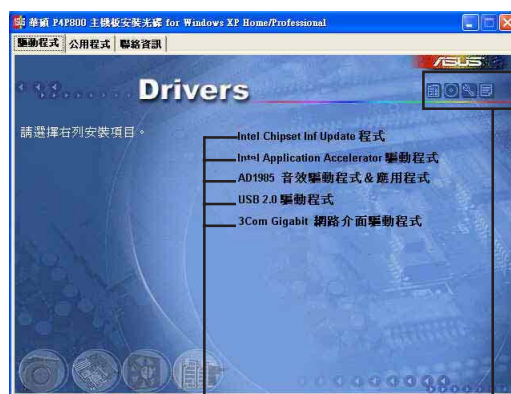 華碩 P4P800 主機板安裝光碟 for Windows XP Home/Professional
驅動程式 公用程式 聯絡資訊
ASUS
Drivers
請選擇右列安裝項目。
Intel Chipset Inf Update 程式
Intel Application Accelerator 驅動程式
AD1985 音效驅動程式 & 應用程式
USB 2.0 驅動程式
3Com Gigabit 網路介面驅動程式